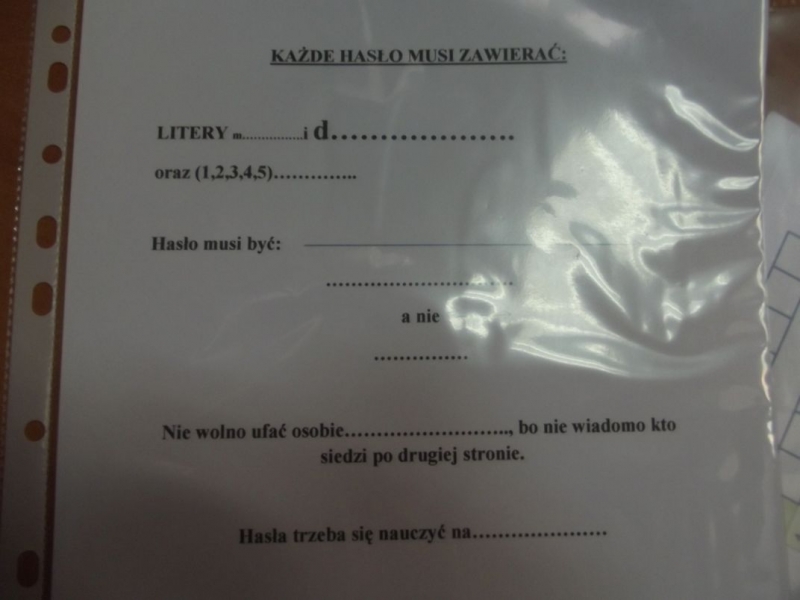 KAŻDE HASŁO MUSI ZAWIERAĆ:
LITERY m...............i d...................
oraz (1,2,3,4,5)..............
Hasło musi być:
..............................
a nie
...............
Nie wolno ufać osobie........................., bo nie wiadomo kto
siedzi po drugiej stronie.
Hasła trzeba się nauczyć na.....................